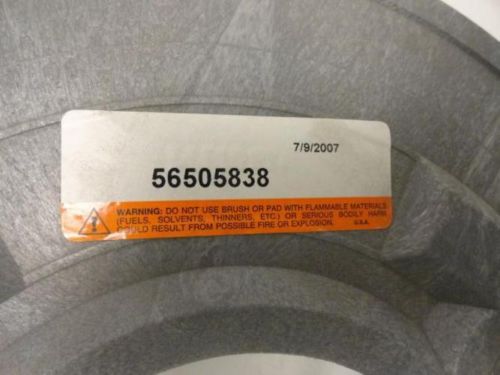 7/9/2007
56505838
WARNING: DO NOT USE BRUSH OR PAD WITH FLAMMABLE MATERIALS
(FUELS, SOLVENTS, THINNERS, ETC.) OR SERIOUS BODILY HARM
COULD RESULT FROM POSSIBLE FIRE OR EXPLOSION. U.S.A.